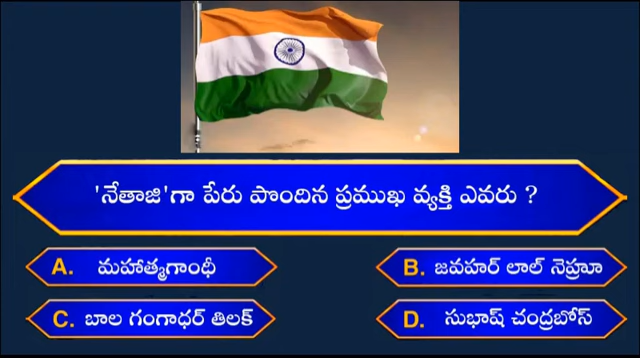 'నేతాజి'గా పేరు పొందిన ప్రముఖ వ్యక్తి ఎవరు ?
A. మహాత్మగాంధీ
B. జవహర్ లాల్ నెహ్రూ
C. బాల గంగాధర్ తిలక్
D. సుభాష్ చంద్రబోస్